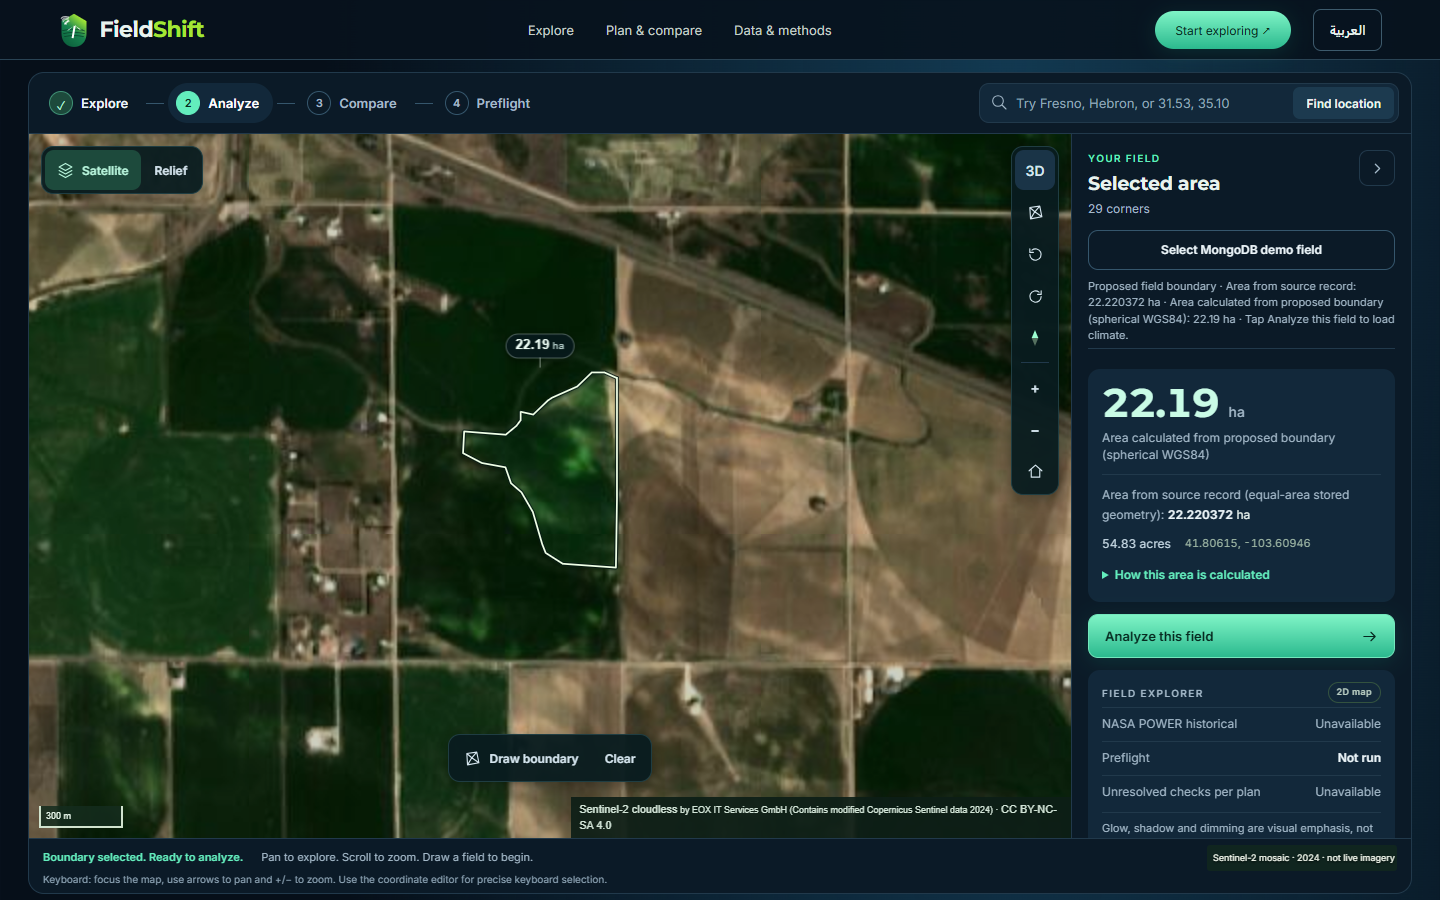 FieldShift
Explore
Plan & compare
Data & methods
Start exploring ↗
العربية
✓ Explore
2 Analyze
3 Compare
4 Preflight
Try Fresno, Hebron, or 31.53, 35.10
Find location
Satellite
Relief
3D
+
−
22.19 ha
Draw boundary
Clear
300 m
Sentinel-2 cloudless by EOX IT Services GmbH (Contains modified Copernicus Sentinel data 2024) · CC BY-NC-
SA 4.0
YOUR FIELD
Selected area
29 corners
Select MongoDB demo field
Proposed field boundary · Area from source record:
22.220372 ha · Area calculated from proposed boundary
(spherical WGS84): 22.19 ha · Tap Analyze this field to load
climate.
22.19 ha
Area calculated from proposed boundary
(spherical WGS84)
Area from source record (equal-area stored
geometry): 22.220372 ha
54.83 acres 41.80615, -103.60946
How this area is calculated
Analyze this field →
FIELD EXPLORER
2D map
NASA POWER historical Unavailable
Preflight Not run
Unresolved checks per plan Unavailable
Glow, shadow and dimming are visual emphasis, not
Boundary selected. Ready to analyze. Pan to explore. Scroll to zoom. Draw a field to begin.
Sentinel-2 mosaic · 2024 · not live imagery
Keyboard: focus the map, use arrows to pan and +/− to zoom. Use the coordinate editor for precise keyboard selection.